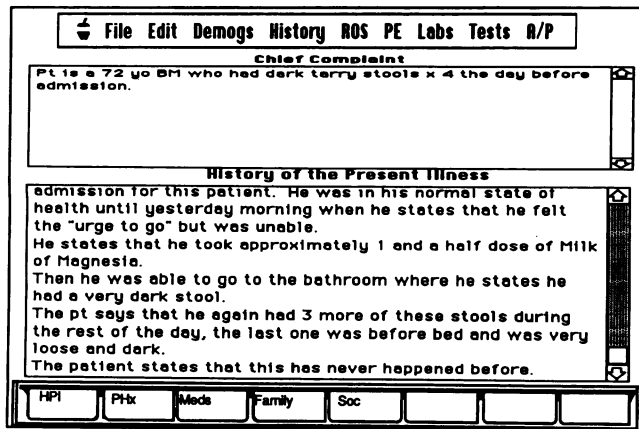 File Edit Demogs History ROS PE Labs Tests A/P
Chief Complaint
Pt is a 72 yo BM who had dark tarry stools x 4 the day before
admission.
History of the Present Illness
admission for this patient. He was in his normal state of
health until yesterday morning when he states that he felt
the "urge to go" but was unable.
He states that he took approximately 1 and a half dose of Milk
of Magnesia.
Then he was able to go to the bathroom where he states he
had a very dark stool.
The pt says that he again had 3 more of these stools during
the rest of the day, the last one was before bed and was very
loose and dark.
The patient states that this has never happened before.
HPI PHx Meds Family Soc